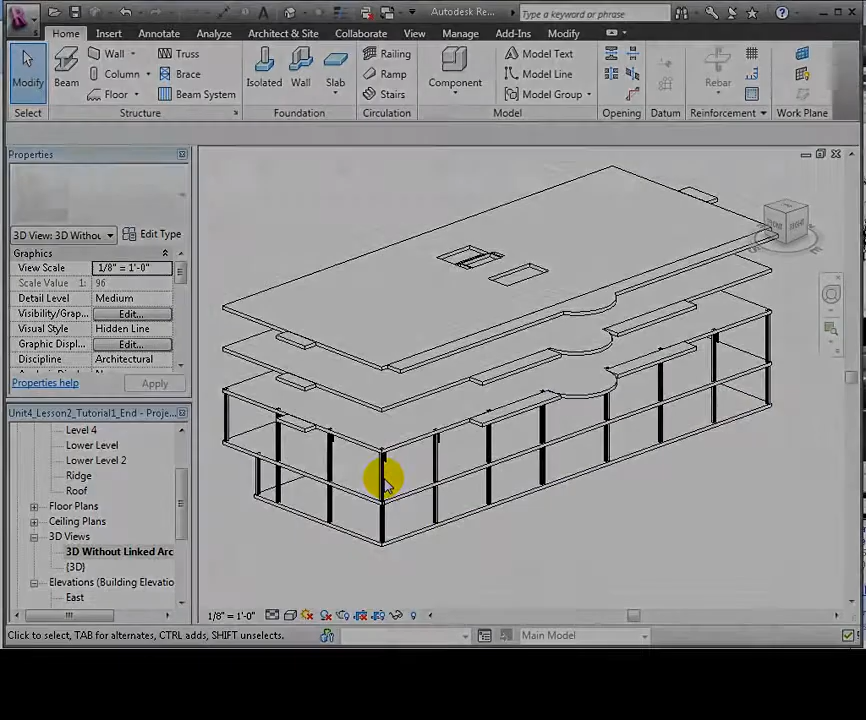 Autodesk Re...
Type a keyword or phrase
Home Insert Annotate Analyze Architect & Site Collaborate View Manage Add-Ins Modify
Modify Beam Wall Truss Isolated Wall Slab Railing Component Model Text Rebar
Column Brace Ramp Model Line
Floor Beam System Stairs Model Group
Select Structure Foundation Circulation Model Opening Datum Reinforcement Work Plane
Properties
3D View: 3D Withou Edit Type
Graphics
View Scale 1/8" = 1'-0"
Scale Value 1: 96
Detail Level Medium
Visibility/Grap... Edit...
Visual Style Hidden Line
Graphic Displ... Edit...
Discipline Architectural
Properties help Apply
Unit4_Lesson2_Tutorial1_End - Proje...
Level 4
Lower Level
Lower Level 2
Ridge
Roof
Floor Plans
Ceiling Plans
3D Views
3D Without Linked Arc
{3D}
Elevations (Building Elevatio
East
1/8" = 1'-0"
Click to select, TAB for alternates, CTRL adds, SHIFT unselects.
Main Model